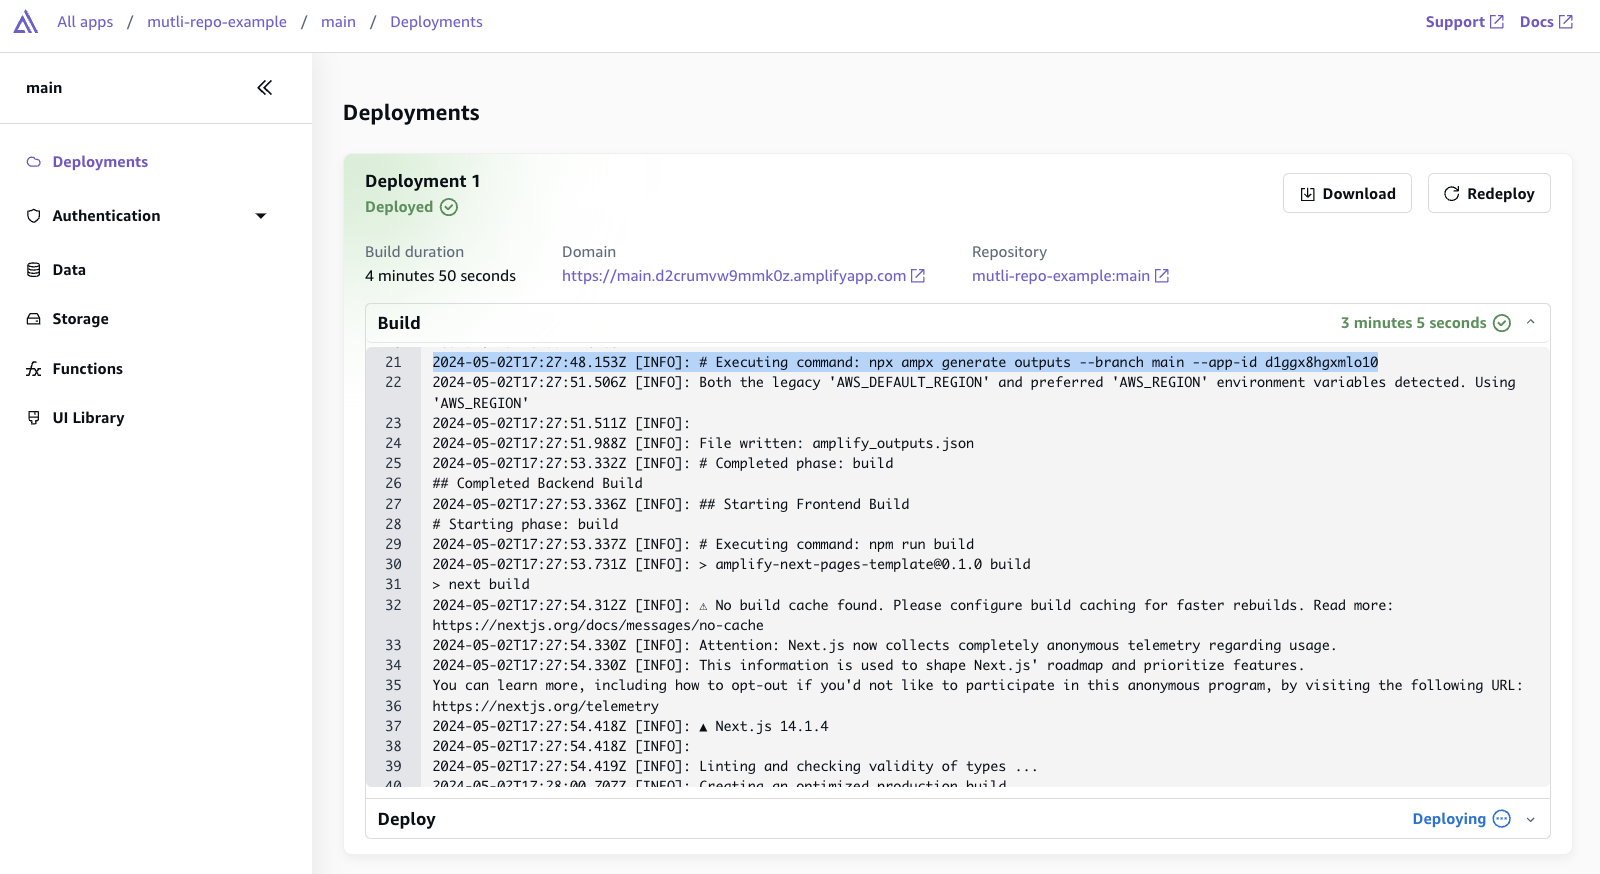 All apps / mutli-repo-example / main / Deployments
Support Docs
main
Deployments
Authentication
Data
Storage
Functions
UI Library
Deployments
Deployment 1
Deployed
Download Redeploy
Build duration Domain Repository
4 minutes 50 seconds https://main.d2crumvw9mmk0z.amplifyapp.com mutli-repo-example:main
Build 3 minutes 5 seconds
21 2024-05-02T17:27:48.153Z [INFO]: # Executing command: npx ampx generate outputs --branch main --app-id d1ggx8hgxmlo10
22 2024-05-02T17:27:51.506Z [INFO]: Both the legacy 'AWS_DEFAULT_REGION' and preferred 'AWS_REGION' environment variables detected. Using
'AWS_REGION'
23 2024-05-02T17:27:51.511Z [INFO]:
24 2024-05-02T17:27:51.988Z [INFO]: File written: amplify_outputs.json
25 2024-05-02T17:27:53.332Z [INFO]: # Completed phase: build
26 ## Completed Backend Build
27 2024-05-02T17:27:53.336Z [INFO]: ## Starting Frontend Build
28 # Starting phase: build
29 2024-05-02T17:27:53.337Z [INFO]: # Executing command: npm run build
30 2024-05-02T17:27:53.731Z [INFO]: > amplify-next-pages-template@0.1.0 build
31 > next build
32 2024-05-02T17:27:54.312Z [INFO]: ⚠ No build cache found. Please configure build caching for faster rebuilds. Read more:
https://nextjs.org/docs/messages/no-cache
33 2024-05-02T17:27:54.330Z [INFO]: Attention: Next.js now collects completely anonymous telemetry regarding usage.
34 2024-05-02T17:27:54.330Z [INFO]: This information is used to shape Next.js' roadmap and prioritize features.
35 You can learn more, including how to opt-out if you'd not like to participate in this anonymous program, by visiting the following URL:
36 https://nextjs.org/telemetry
37 2024-05-02T17:27:54.418Z [INFO]: ▲ Next.js 14.1.4
38 2024-05-02T17:27:54.418Z [INFO]:
39 2024-05-02T17:27:54.419Z [INFO]: Linting and checking validity of types ...
40 2024-05-02T17:28:00.707Z [INFO]: Creating an optimized production build
Deploy Deploying